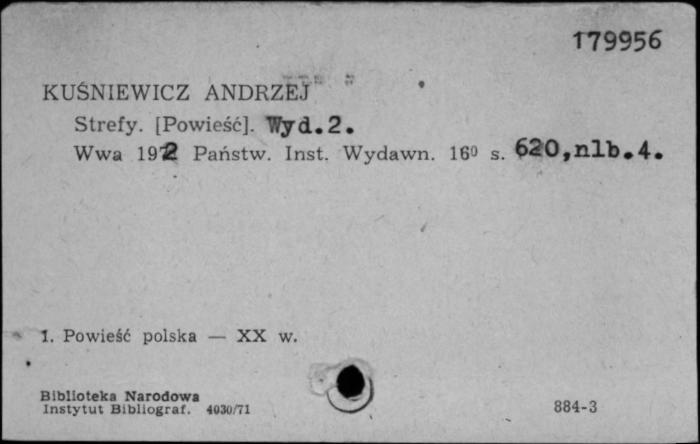 179956
KUŚNIEWICZ ANDRZEJ
Strefy. [Powieść]. Wyd.2.
Wwa 1972 Państw. Inst. Wydawn. 16⁰ s. 620,nlb.4.
1. Powieść polska — XX w.
Biblioteka Narodowa
Instytut Bibliograf. 4030/71
884-3